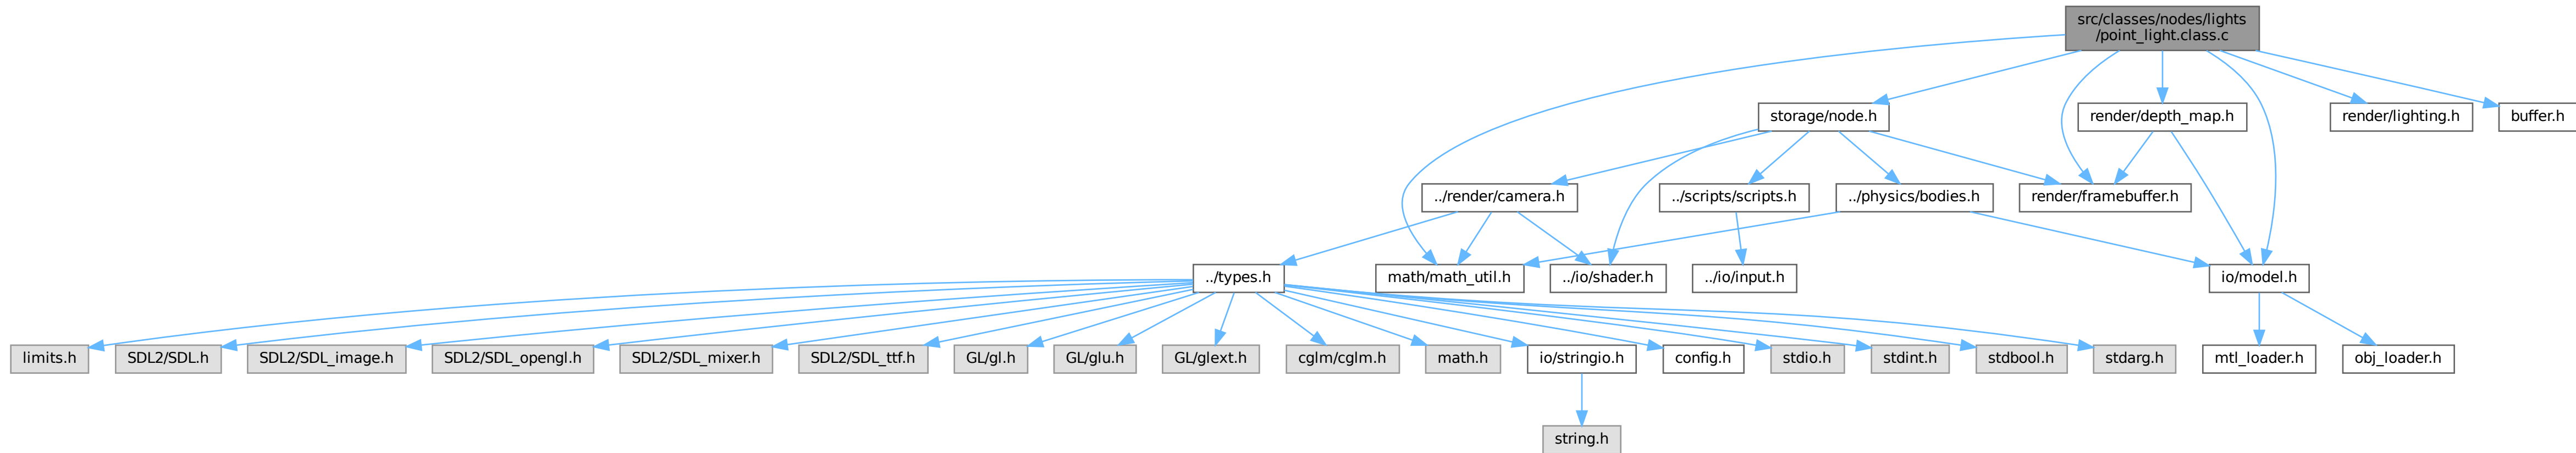 src/classes/nodes/lights
/point_light.class.c
storage/node.h
render/depth_map.h
render/lighting.h
buffer.h
../render/camera.h
../scripts/scripts.h
../physics/bodies.h
render/framebuffer.h
../types.h
math/math_util.h
../io/shader.h
../io/input.h
io/model.h
limits.h
SDL2/SDL.h
SDL2/SDL_image.h
SDL2/SDL_opengl.h
SDL2/SDL_mixer.h
SDL2/SDL_ttf.h
GL/gl.h
GL/glu.h
GL/glext.h
cglm/cglm.h
math.h
io/stringio.h
config.h
stdio.h
stdint.h
stdbool.h
stdarg.h
mtl_loader.h
obj_loader.h
string.h